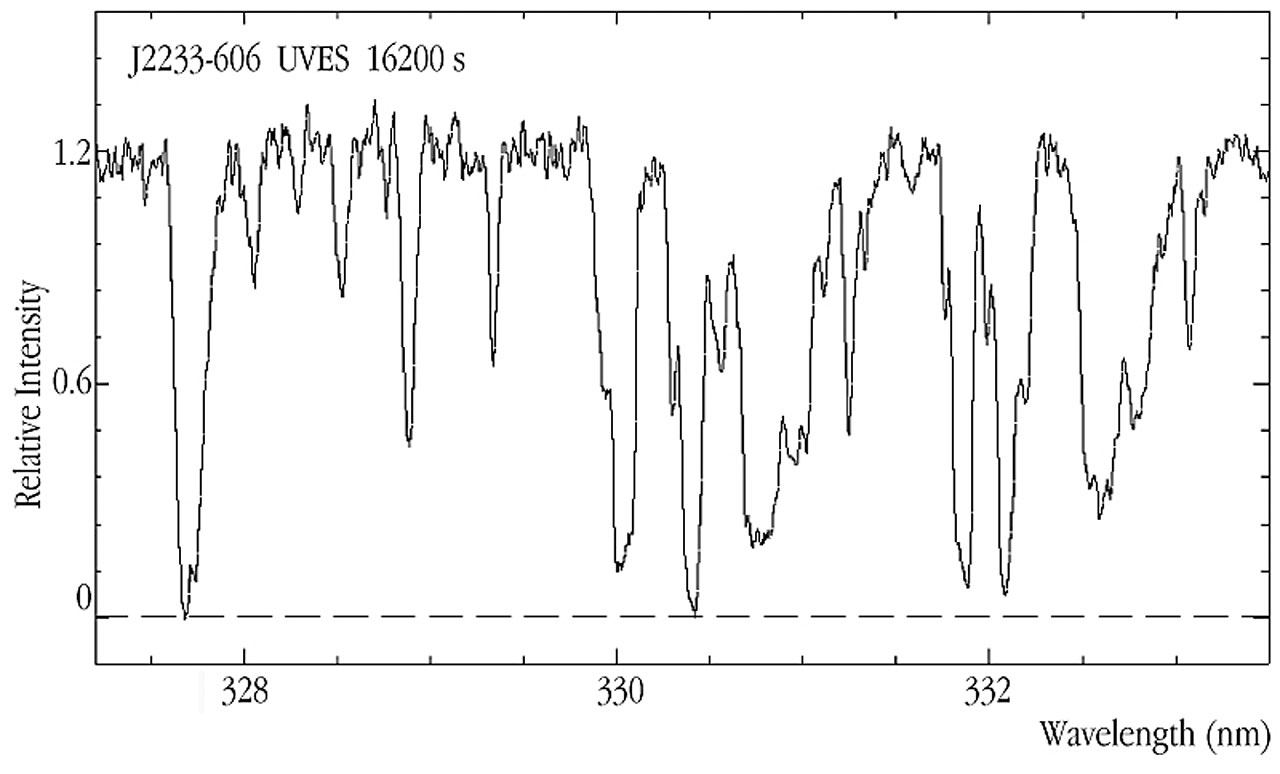 J2233-606 UVES 16200 s
Relative Intensity
1.2
0.6
0
328 330 332
Wavelength (nm)